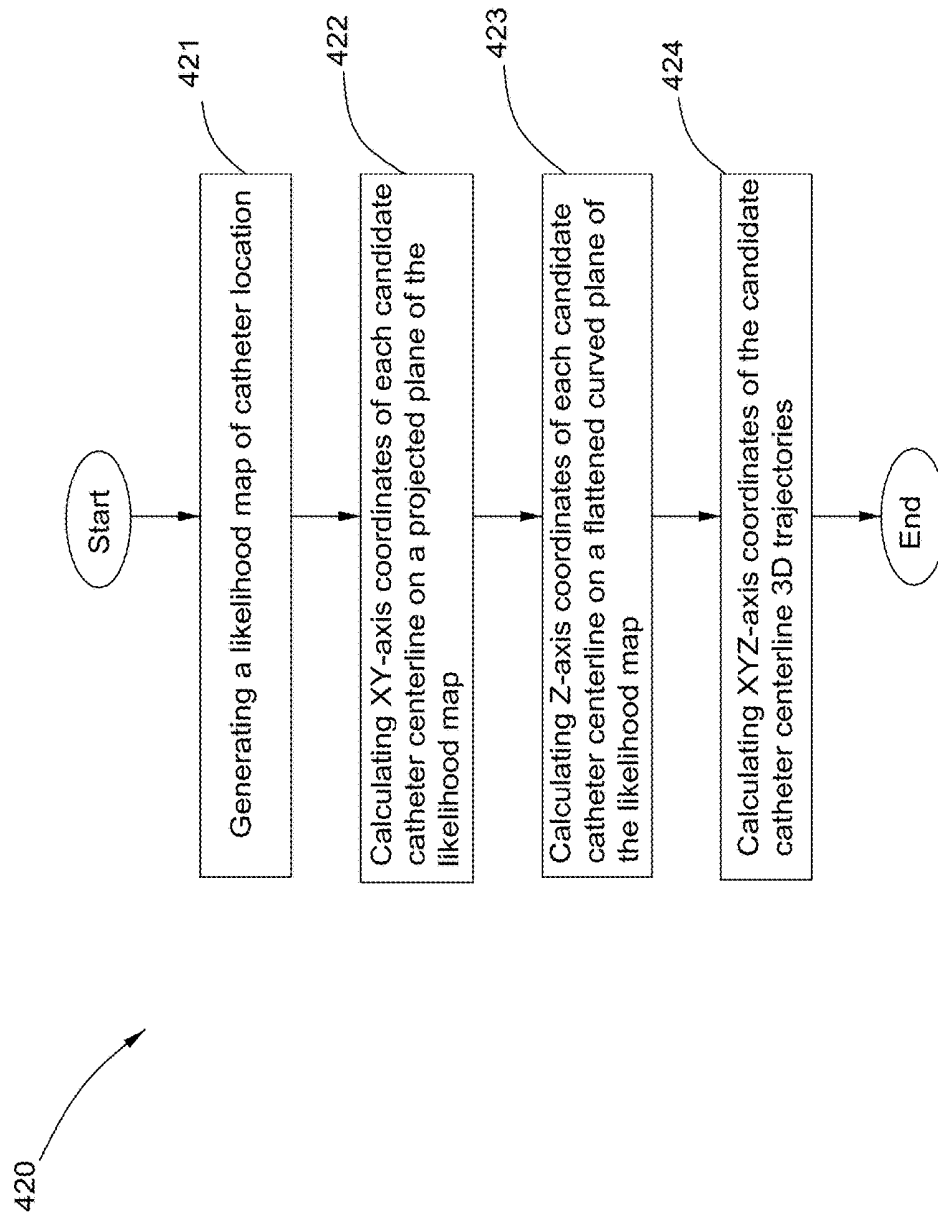 420
Start
421
Generating a likelihood map of catheter location
422
Calculating XY-axis coordinates of each candidate
catheter centerline on a projected plane of the
likelihood map
423
Calculating Z-axis coordinates of each candidate
catheter centerline on a flattened curved plane of
the likelihood map
424
Calculating XYZ-axis coordinates of the candidate
catheter centerline 3D trajectories
End